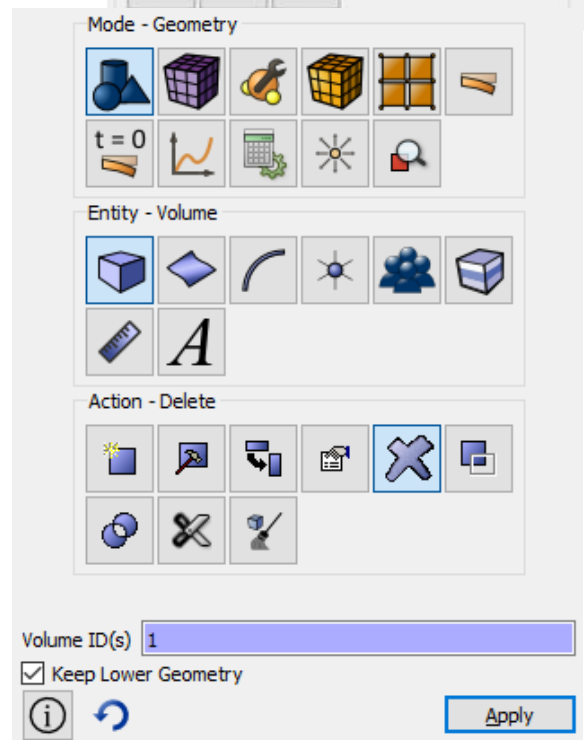 Mode - Geometry
t = 0
Entity - Volume
A
Action - Delete
Volume ID(s) 1
Keep Lower Geometry
i
Apply